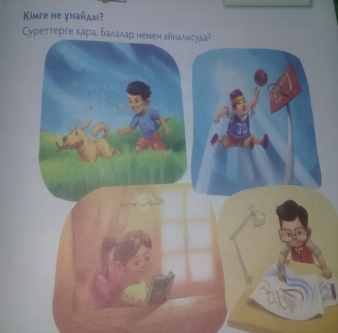 Кімге не ұнайды?
Суреттерге қара. Балалар немен айналысуда?